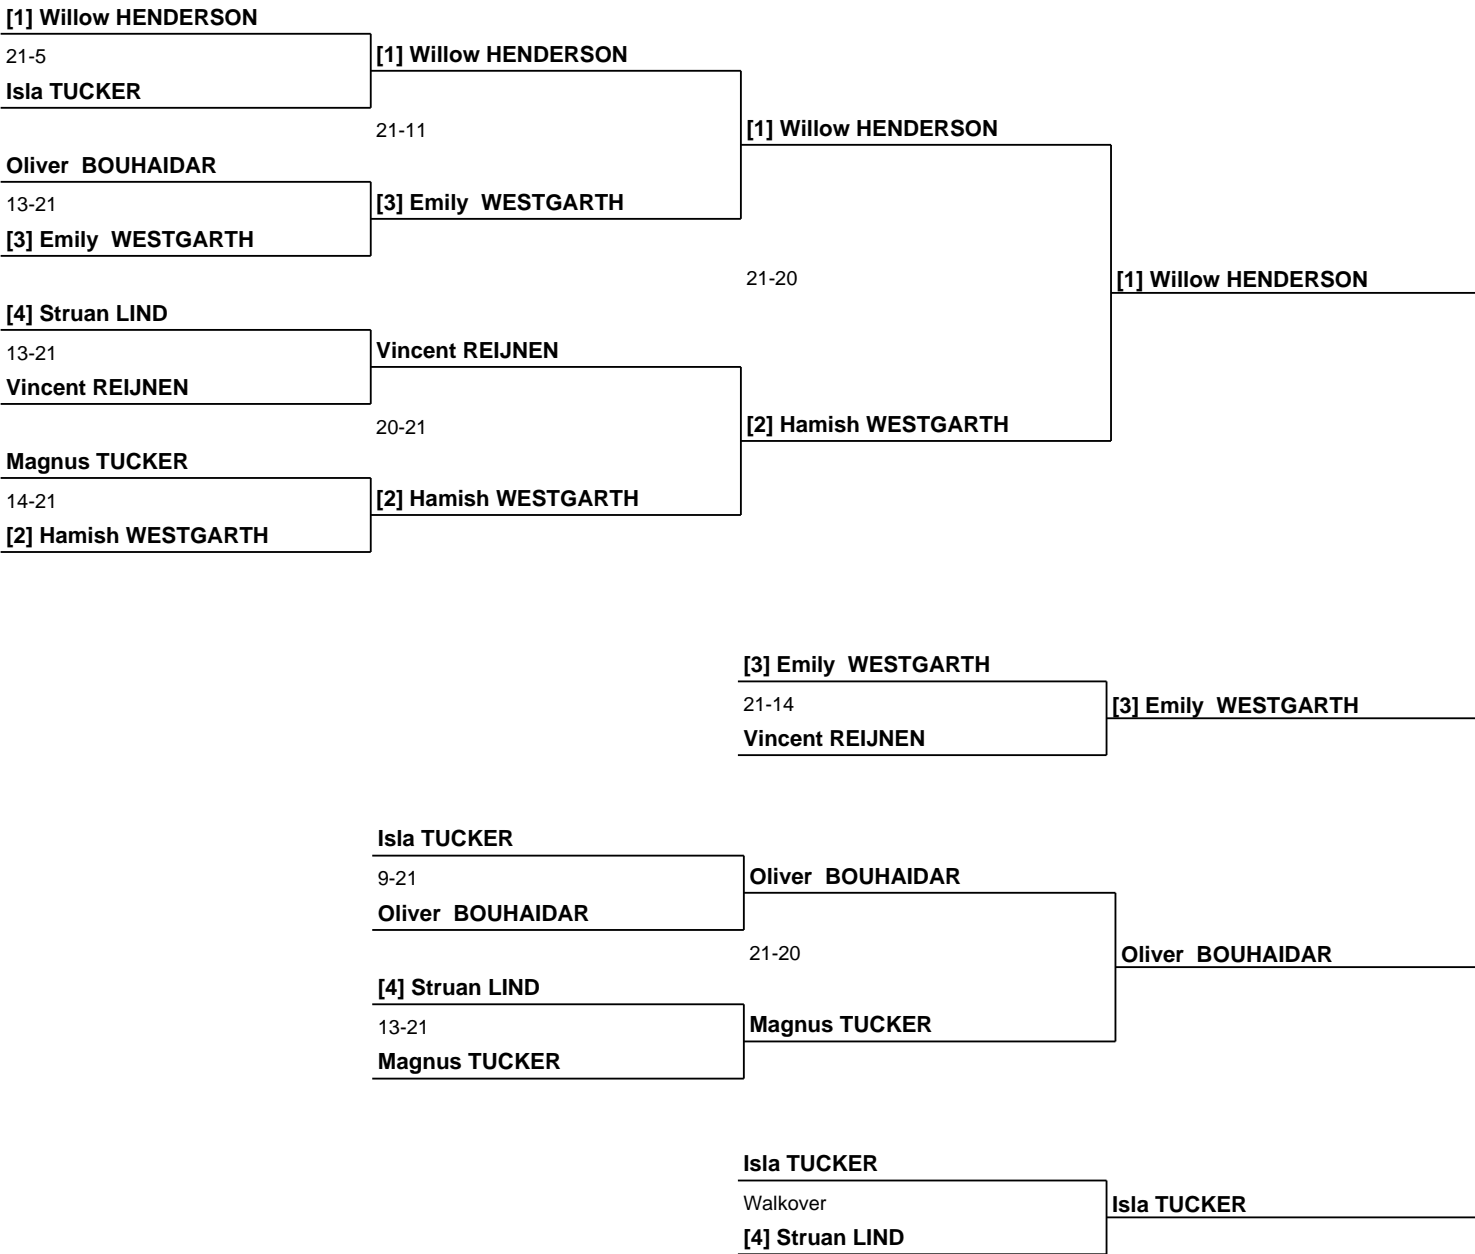 [1] Willow HENDERSON
21-5
Isla TUCKER
[1] Willow HENDERSON
21-11
Oliver  BOUHAIDAR
13-21
[3] Emily  WESTGARTH
[3] Emily  WESTGARTH
[1] Willow HENDERSON
21-20
[1] Willow HENDERSON
[4] Struan LIND
13-21
Vincent REIJNEN
Vincent REIJNEN
20-21
Magnus TUCKER
14-21
[2] Hamish WESTGARTH
[2] Hamish WESTGARTH
[2] Hamish WESTGARTH
[3] Emily  WESTGARTH
21-14
Vincent REIJNEN
[3] Emily  WESTGARTH
Isla TUCKER
9-21
Oliver  BOUHAIDAR
Oliver  BOUHAIDAR
21-20
Oliver  BOUHAIDAR
[4] Struan LIND
13-21
Magnus TUCKER
Magnus TUCKER
Isla TUCKER
Walkover
[4] Struan LIND
Isla TUCKER